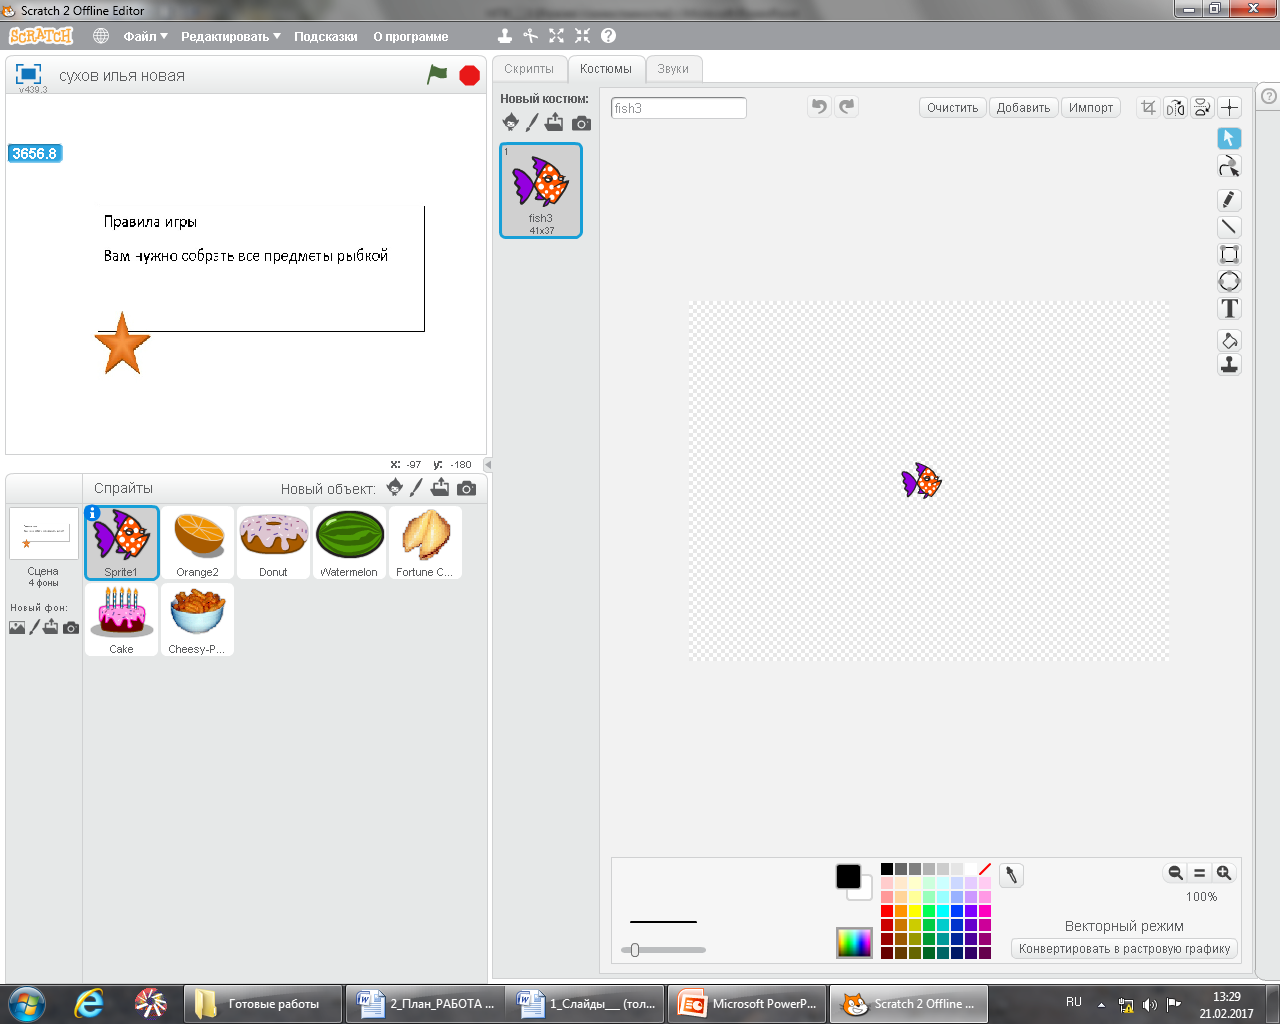 Scratch 2 Offline Editor
SCRATCH
Файл
Редактировать
Подсказки
О программе
v439.3
сухов илья новая
3656.8
Правила игры
Вам нужно собрать все предметы рыбкой
x: -97 y: -180
Скрипты
Костюмы
Звуки
Новый костюм:
1
fish3
41x37
fish3
Очистить
Добавить
Импорт
T
Спрайты
Новый объект:
Сцена
4 фоны
Новый фон:
Sprite1
Orange2
Donut
Watermelon
Fortune C...
Cake
Cheesy-P...
100%
Векторный режим
Конвертировать в растровую графику
Готовые работы
2_План_РАБОТА ...
1_Слайды___ (тол...
Microsoft PowerP...
Scratch 2 Offline ...
RU
13:29
21.02.2017